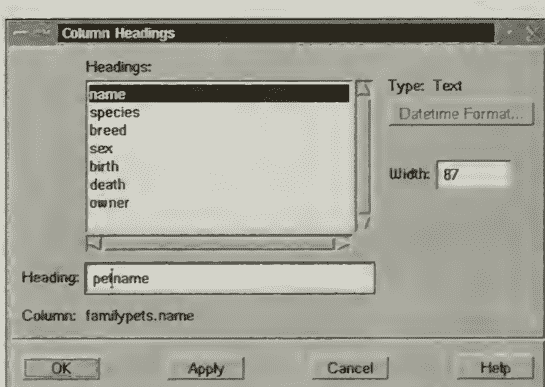 Column Headings
Headings:
name
species
breed
sex
birth
death
owner
Type: Text
Datetime Format...
Width: 87
Heading: petname
Column: familypets.name
OK Apply Cancel Help